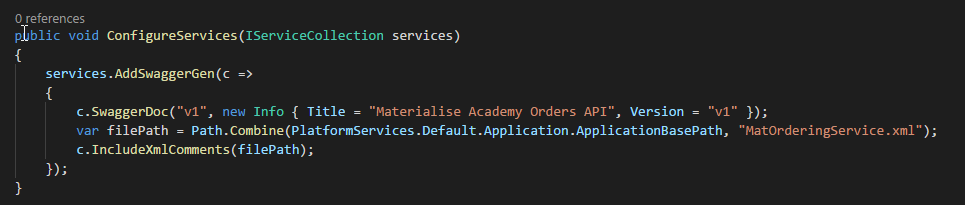 0 references
public void ConfigureServices(IServiceCollection services)
{
services.AddSwaggerGen(c =>
{
c.SwaggerDoc("v1", new Info { Title = "Materialise Academy Orders API", Version = "v1" });
var filePath = Path.Combine(PlatformServices.Default.Application.ApplicationBasePath, "MatOrderingService.xml");
c.IncludeXmlComments(filePath);
});
}